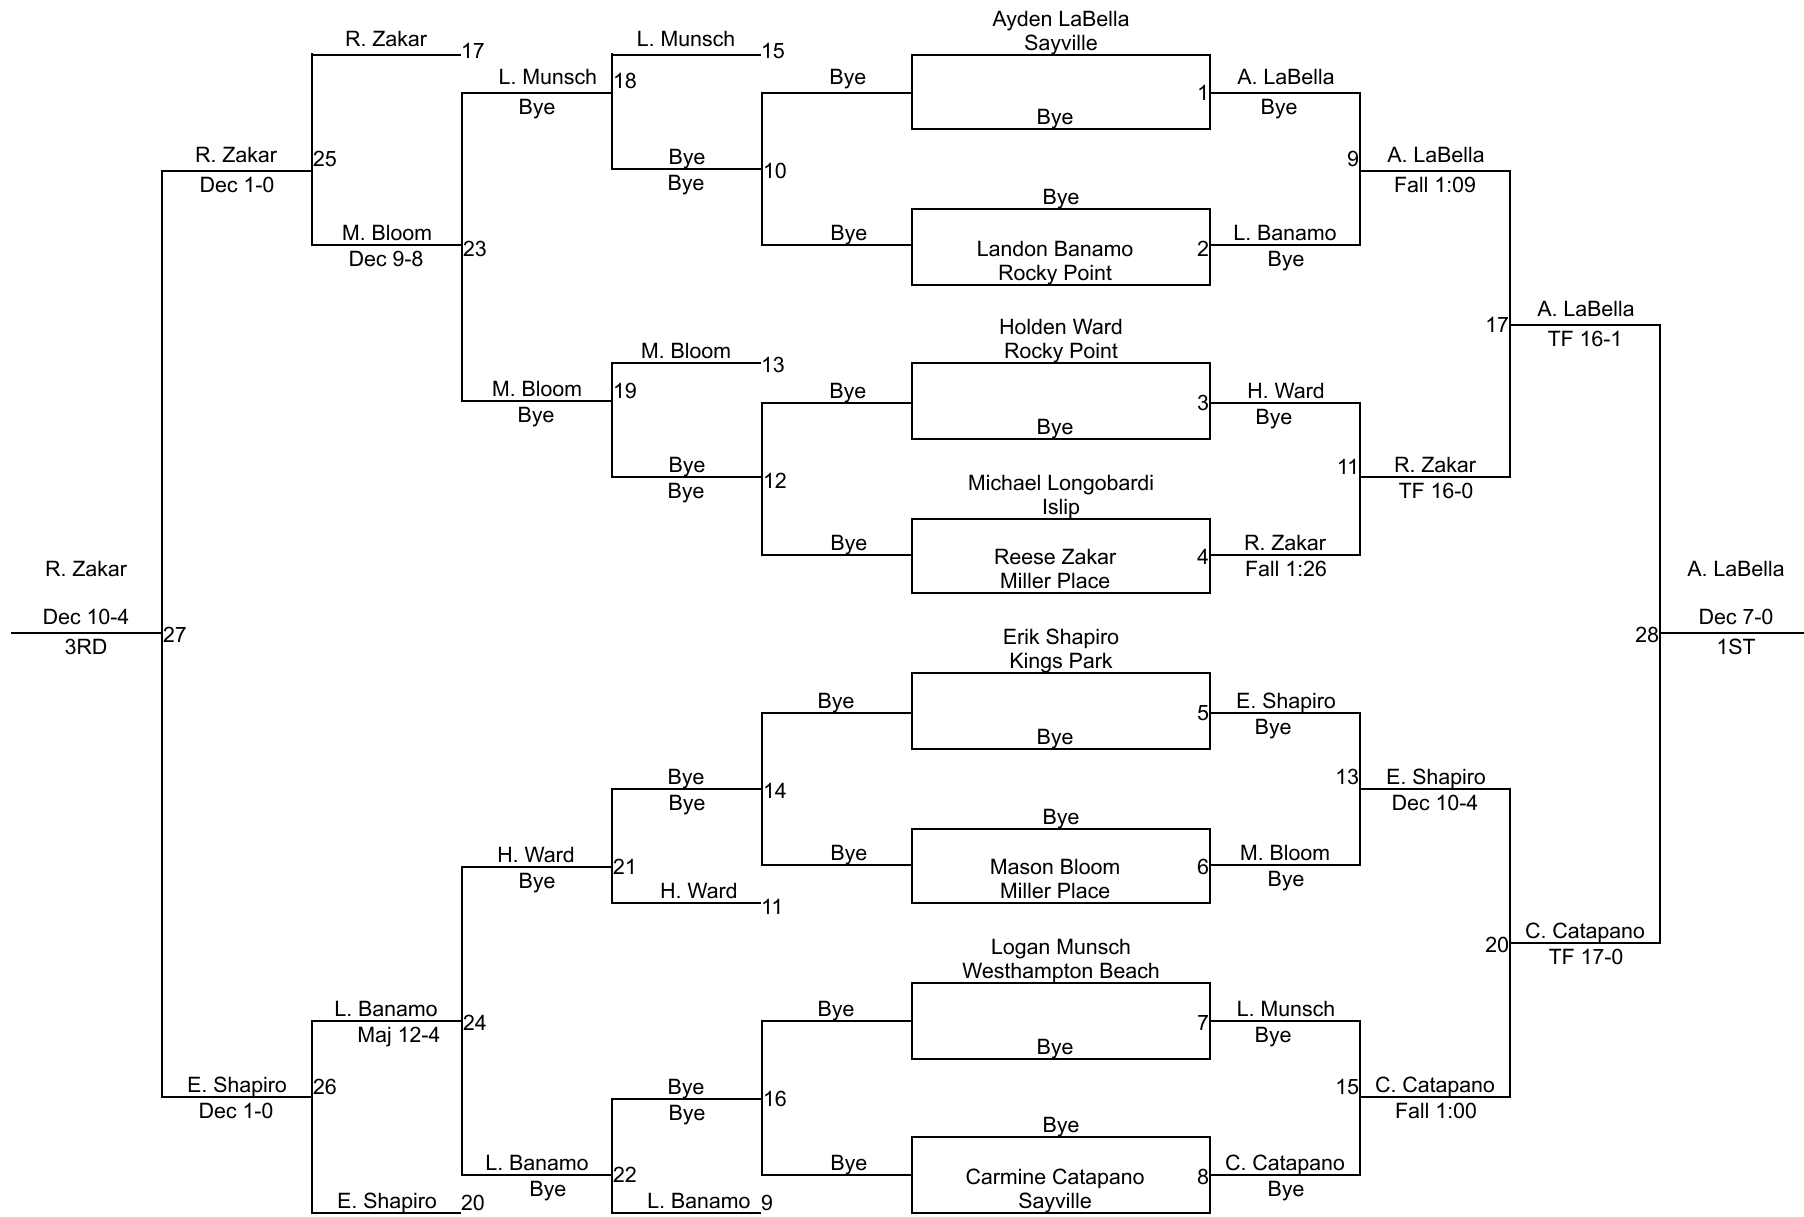 Ayden LaBella
R. Zakar
17
L. Munsch
15
Sayville
L. Munsch
18
Bye
1
A. LaBella
Bye
Bye
Bye
R. Zakar
25
Bye
10
9
A. LaBella
Dec 1-0
Bye
Fall 1:09
Bye
M. Bloom
23
Bye
Landon Banamo
2
L. Banamo
Dec 9-8
Rocky Point
Bye
Holden Ward
A. LaBella
17
M. Bloom
13
Rocky Point
TF 16-1
M. Bloom
19
Bye
3
H. Ward
Bye
Bye
Bye
Bye
12
11
R. Zakar
Bye
Michael Longobardi
TF 16-0
Islip
Bye
Reese Zakar
4
R. Zakar
R. Zakar
Miller Place
Fall 1:26
A. LaBella
Dec 10-4
27
28
Dec 7-0
3RD
Erik Shapiro
1ST
Kings Park
Bye
5
E. Shapiro
Bye
Bye
Bye
14
13
E. Shapiro
Bye
Dec 10-4
Bye
H. Ward
21
Bye
Mason Bloom
6
M. Bloom
Bye
H. Ward
11
Miller Place
Bye
Logan Munsch
20
C. Catapano
Westhampton Beach
TF 17-0
L. Banamo
24
Bye
7
L. Munsch
Maj 12-4
Bye
Bye
E. Shapiro
26
Bye
16
15
C. Catapano
Dec 1-0
Bye
Fall 1:00
Bye
L. Banamo
22
Bye
Carmine Catapano
8
C. Catapano
Bye
Bye
E. Shapiro
20
L. Banamo
9
Sayville